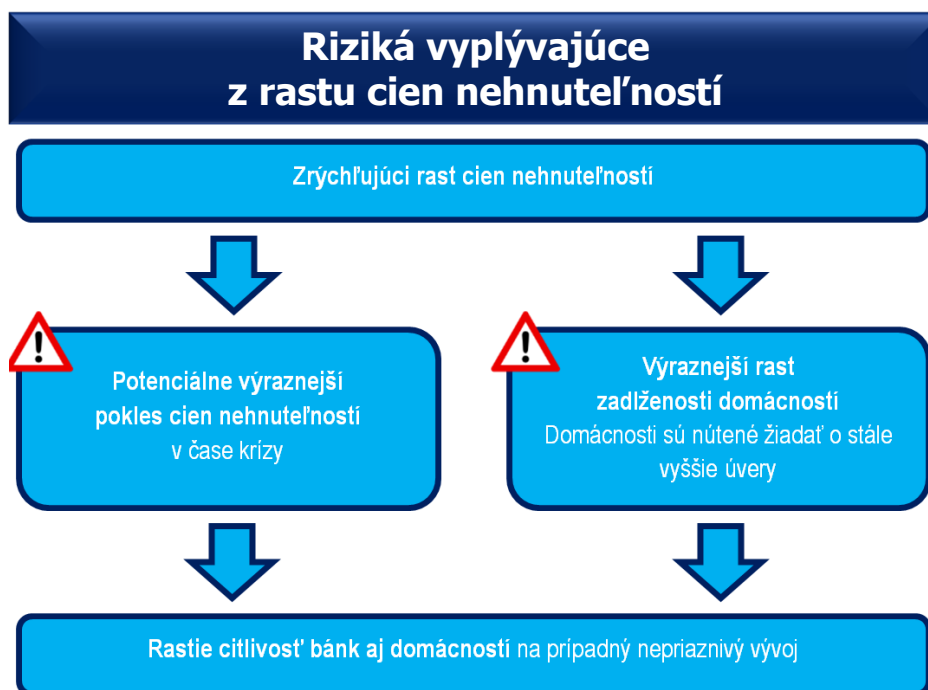 Riziká vyplývajúce
z rastu cien nehnuteľností
Zrýchľujúci rast cien nehnuteľností
Potenciálne výraznejší
pokles cien nehnuteľností
v čase krízy
Výraznejší rast
zadlženosti domácností
Domácnosti sú nútené žiadať o stále
vyššie úvery
Rastie citlivosť bánk aj domácností na prípadný nepriaznivý vývoj